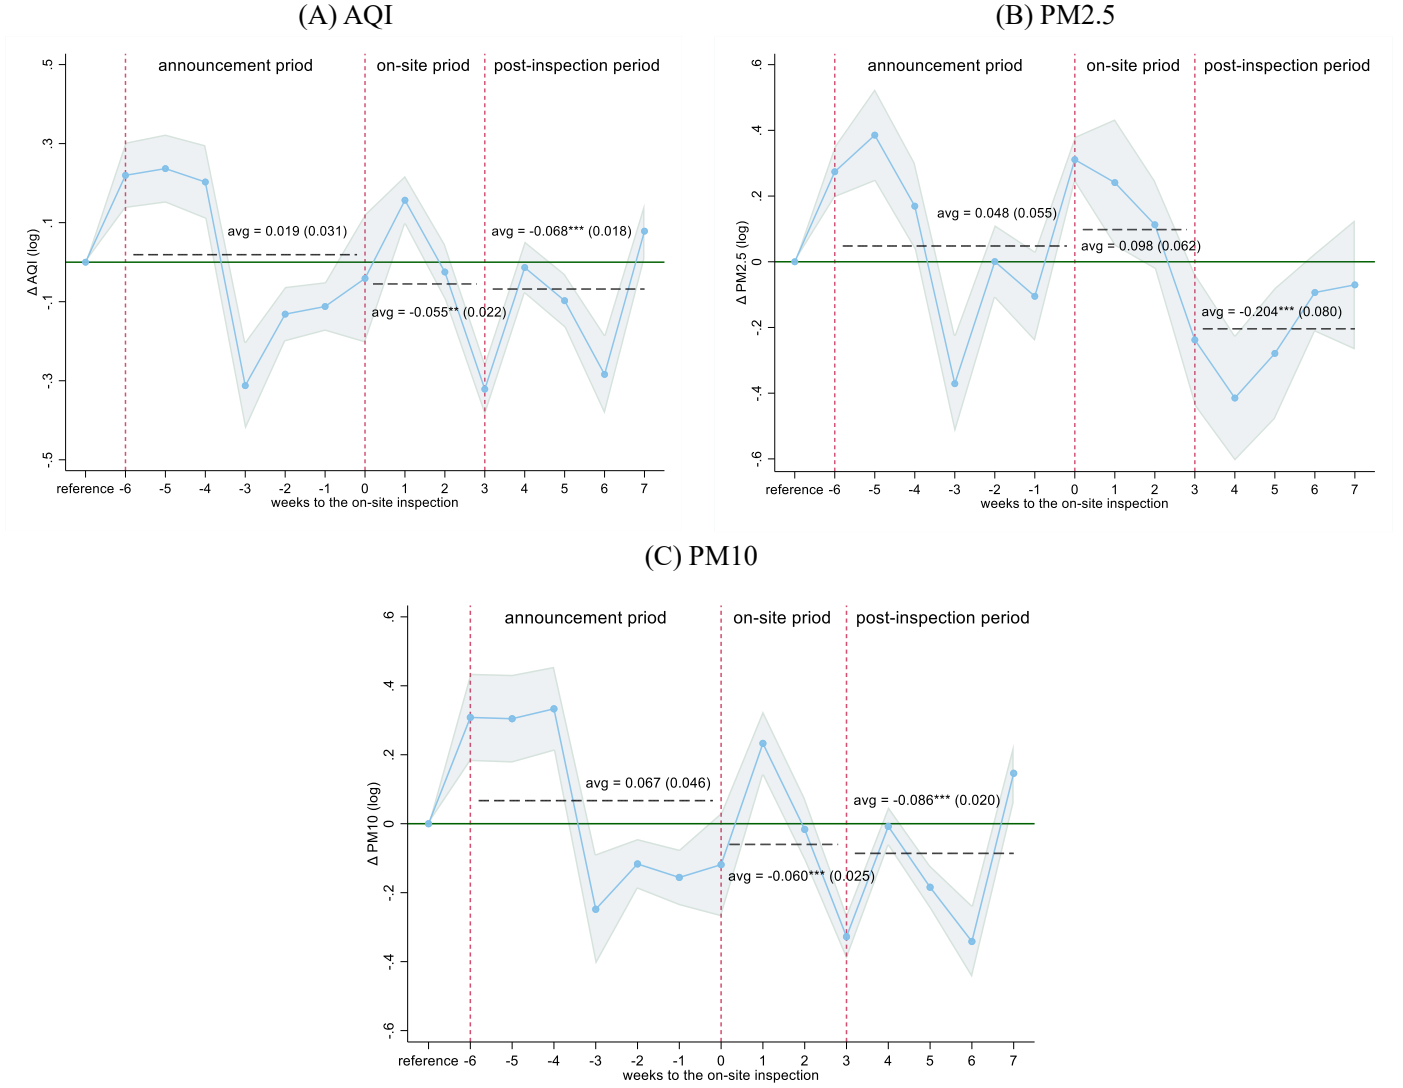 (A) AQI
announcement priod
on-site priod
post-inspection period
.5
.3
.1
-.1
-.3
-.5
Δ AQI (log)
avg = 0.019 (0.031)
avg = -0.055** (0.022)
avg = -0.068*** (0.018)
reference -6 -5 -4 -3 -2 -1 0 1 2 3 4 5 6 7
weeks to the on-site inspection
(B) PM2.5
announcement priod
on-site priod
post-inspection period
.6
.4
.2
0
-.2
-.4
-.6
Δ PM2.5 (log)
avg = 0.048 (0.055)
avg = 0.098 (0.062)
avg = -0.204*** (0.080)
reference -6 -5 -4 -3 -2 -1 0 1 2 3 4 5 6 7
weeks to the on-site inspection
(C) PM10
announcement priod
on-site priod
post-inspection period
.6
.4
.2
0
-.2
-.4
-.6
Δ PM10 (log)
avg = 0.067 (0.046)
avg = -0.060*** (0.025)
avg = -0.086*** (0.020)
reference -6 -5 -4 -3 -2 -1 0 1 2 3 4 5 6 7
weeks to the on-site inspection